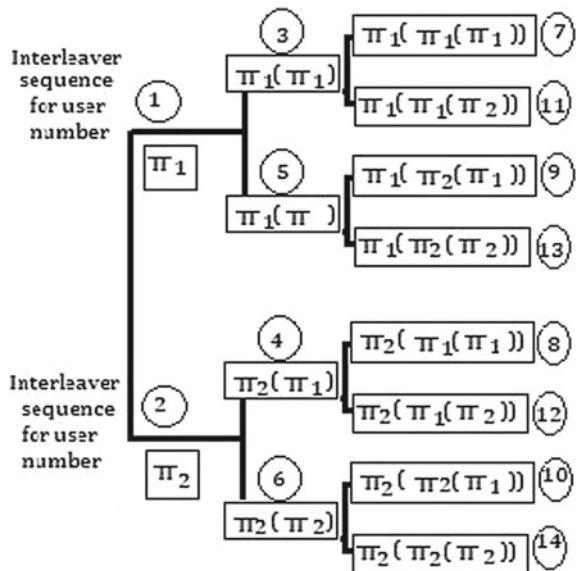 Interleaver
sequence
for user
number
1
π1
3
π1(π1)
π1( π1(π1))
7
π1(π1(π2))
11
5
π1(π )
π1(π2(π1))
9
π1(π2(π2))
13
Interleaver
sequence
for user
number
2
π2
4
π2(π1)
π2( π1(π1))
8
π2(π1(π2))
12
6
π2(π2)
π2( π2(π1))
10
π2(π2(π2))
14